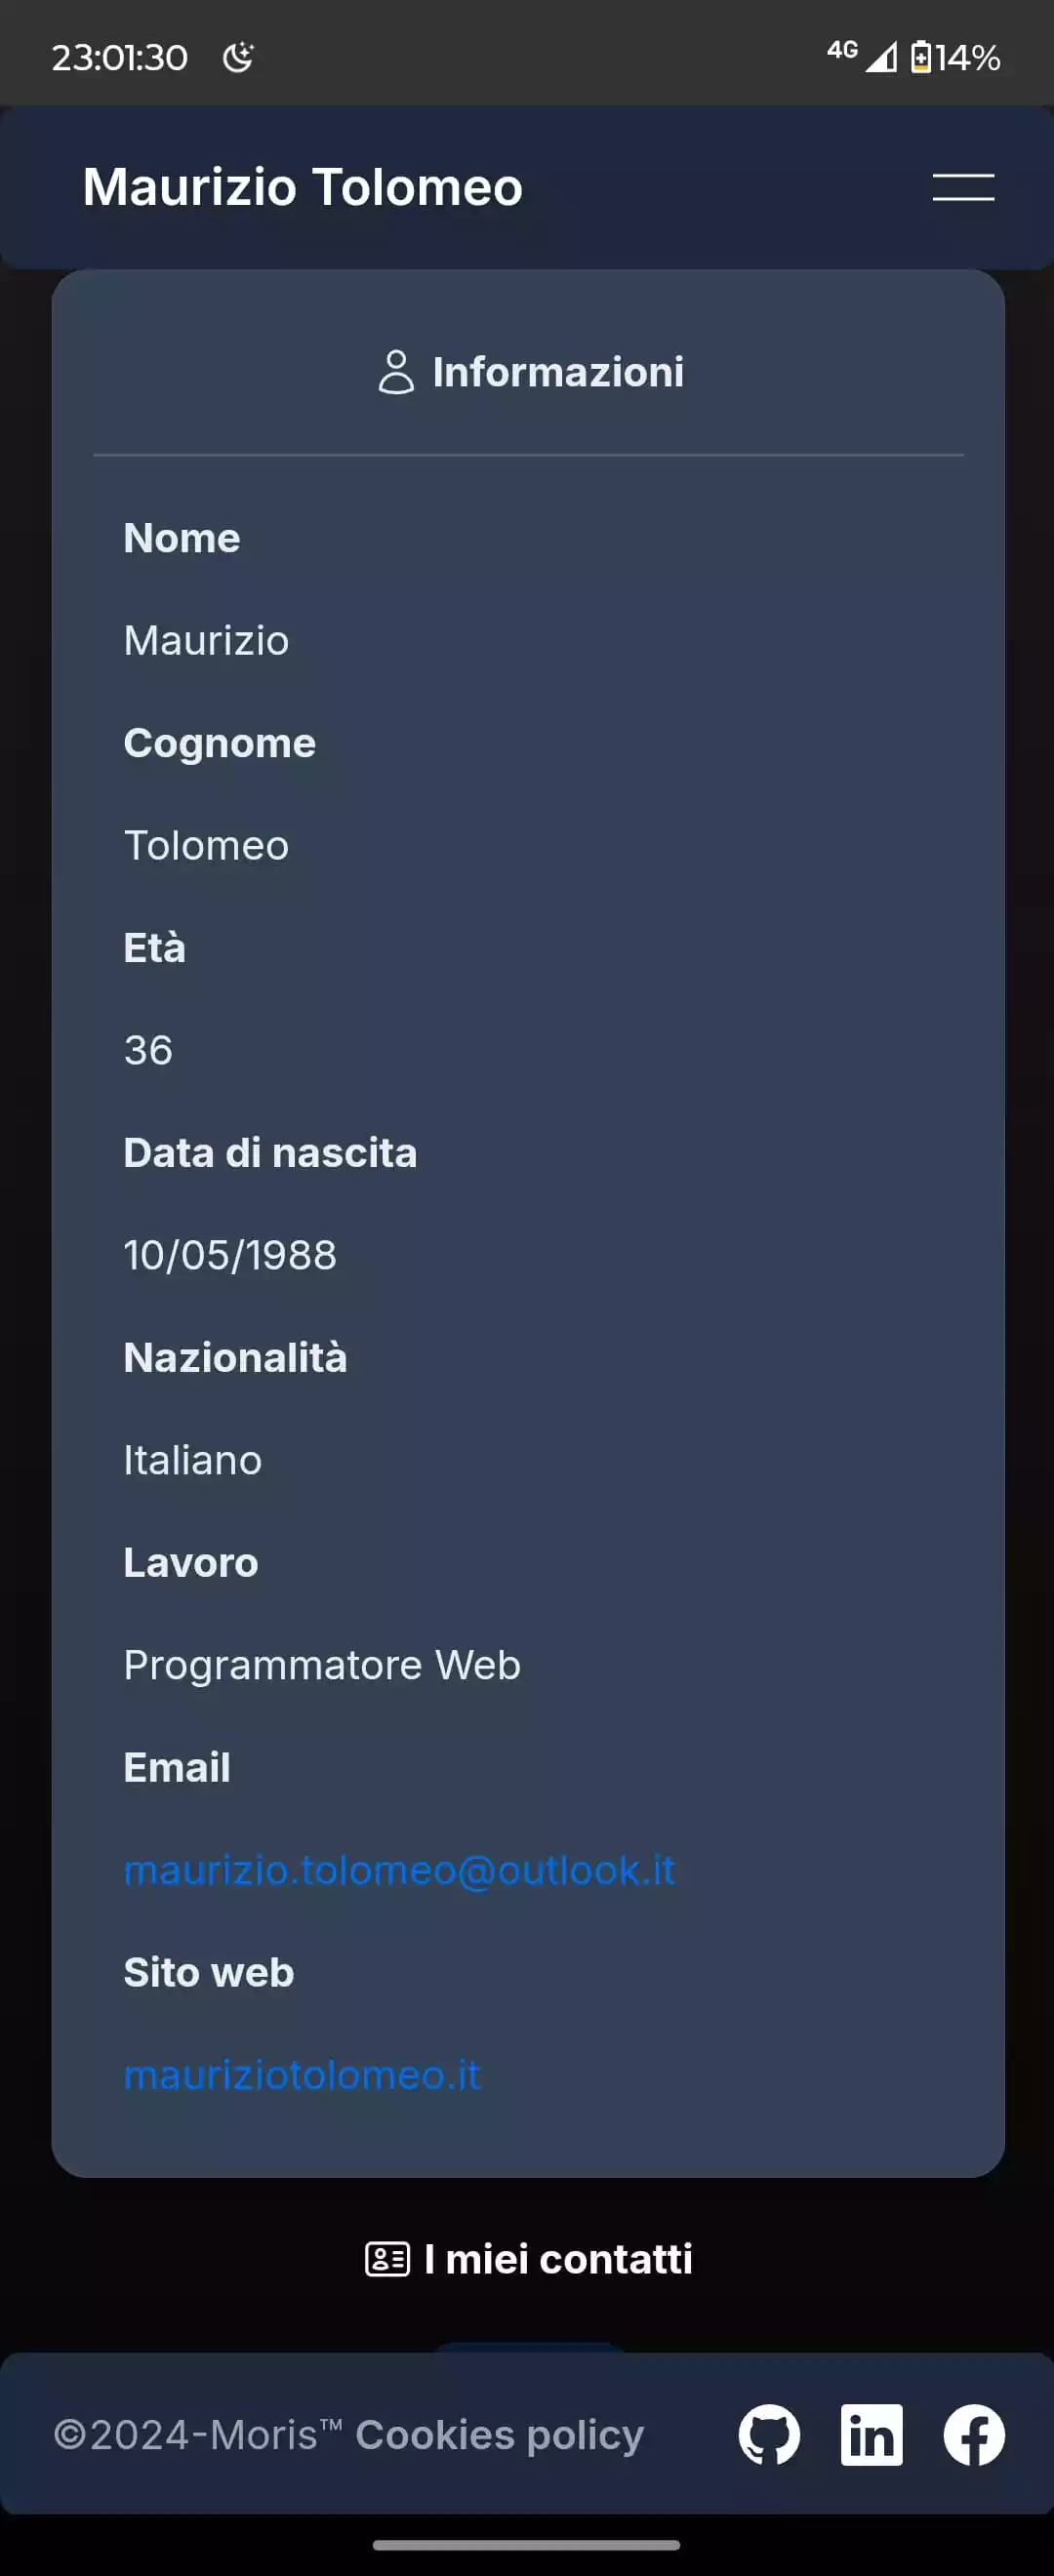 23:01:30
4G
14%
Maurizio Tolomeo
Informazioni
Nome
Maurizio
Cognome
Tolomeo
Età
36
Data di nascita
10/05/1988
Nazionalità
Italiano
Lavoro
Programmatore Web
Email
maurizio.tolomeo@outlook.it
Sito web
mauriziotolomeo.it
I miei contatti
©2024-Moris™ Cookies policy
in